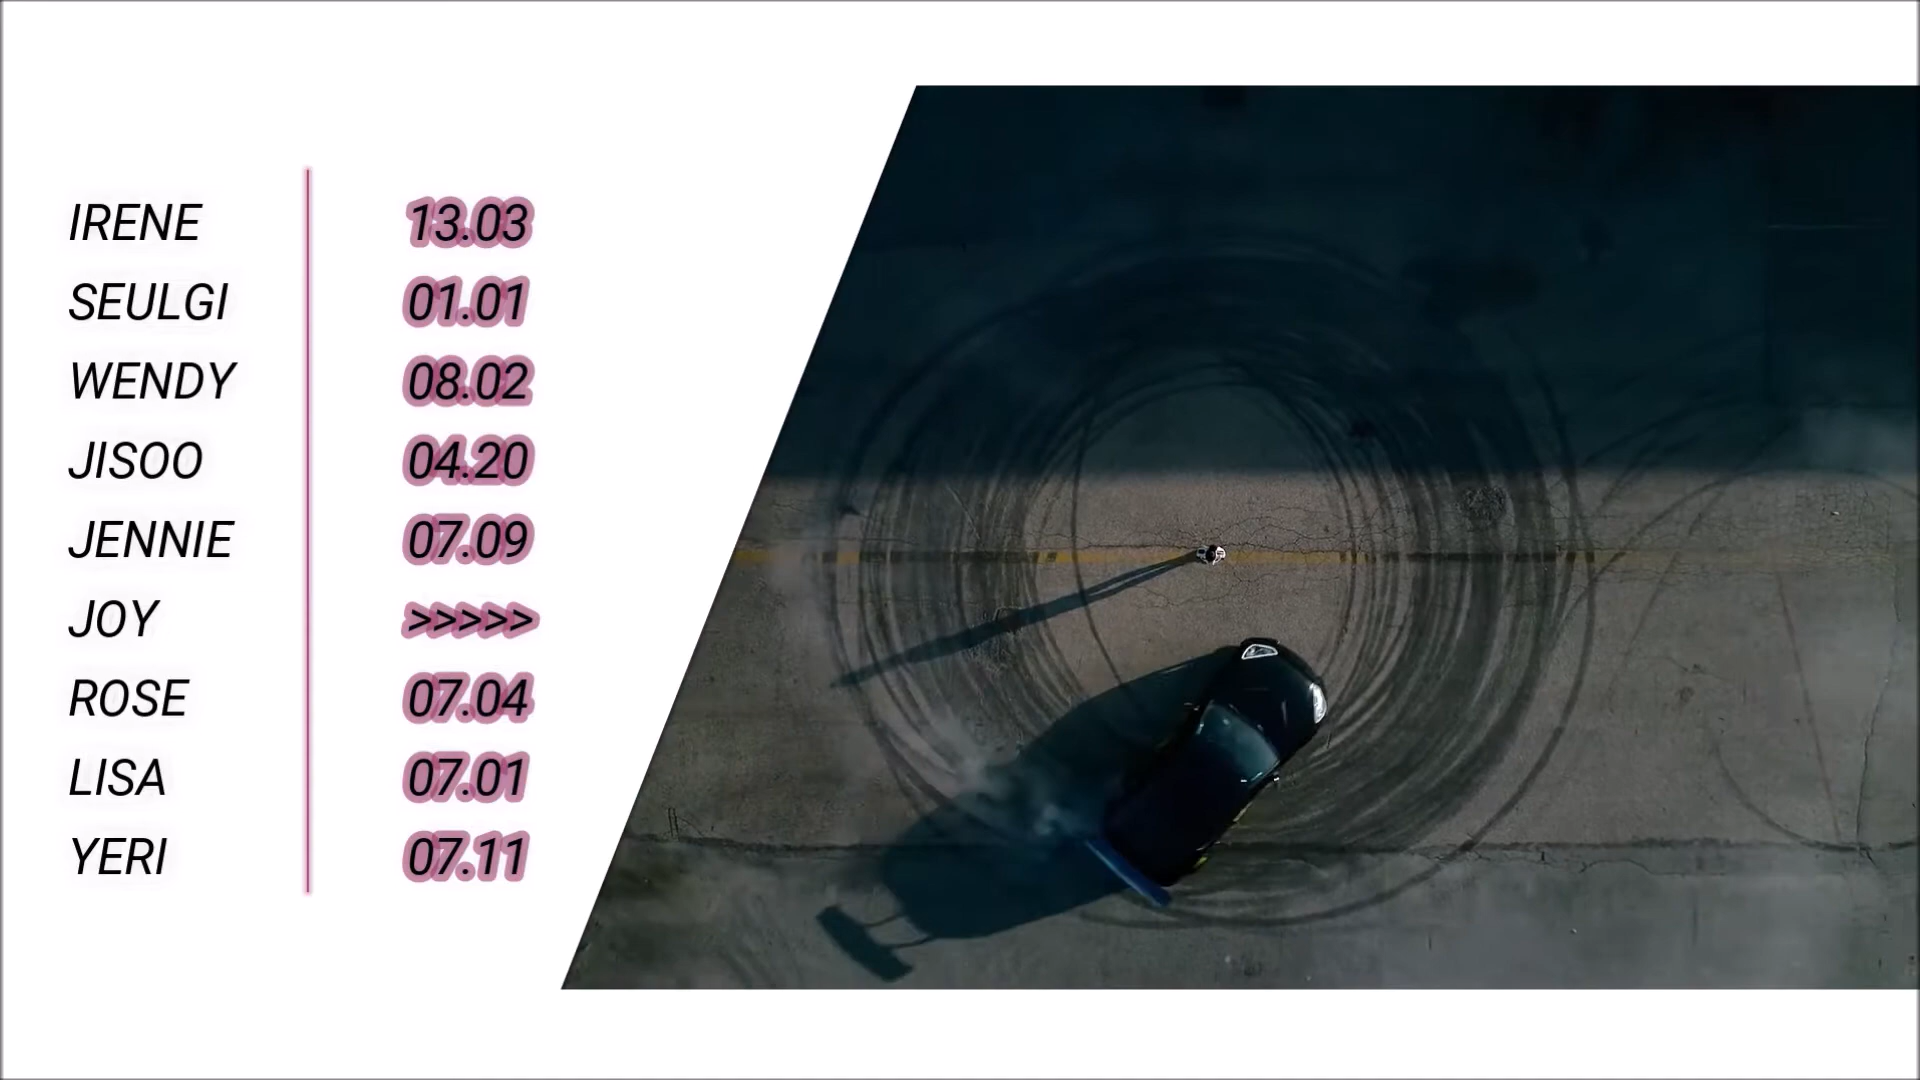 IRENE 13.03
SEULGI 01.01
WENDY 08.02
JISOO 04.20
JENNIE 07.09
JOY >>>>>
ROSE 07.04
LISA 07.01
YERI 07.11